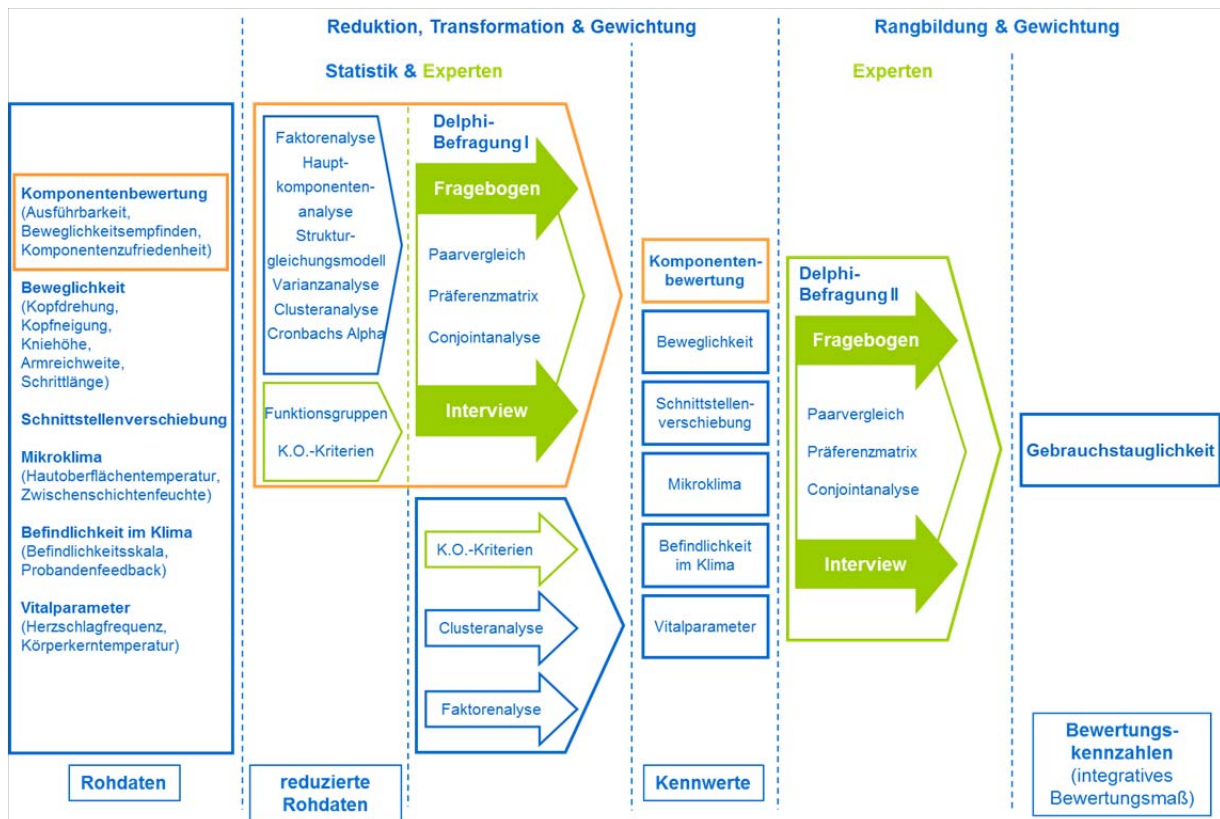 Reduktion, Transformation & Gewichtung
Rangbildung & Gewichtung
Statistik & Experten
Experten
Komponentenbewertung
(Ausführbarkeit,
Beweglichkeitsempfinden,
Komponentenzufriedenheit)
Beweglichkeit
(Kopfdrehung,
Kopfneigung,
Kniehöhe,
Armreichweite,
Schrittlänge)
Schnittstellenverschiebung
Mikroklima
(Hautoberflächentemperatur,
Zwischenschichtenfeuchte)
Befindlichkeit im Klima
(Befindlichkeitsskala,
Probandenfeedback)
Vitalparameter
(Herzschlagfrequenz,
Körperkerntemperatur)
Rohdaten
Faktorenanalyse
Haupt-
komponenten-
analyse
Struktur-
gleichungsmodell
Varianzanalyse
Clusteranalyse
Cronbachs Alpha
Funktionsgruppen
K.O.-Kriterien
reduzierte
Rohdaten
Delphi-
Befragung I
Fragebogen
Paarvergleich
Präferenzmatrix
Conjointanalyse
Interview
K.O.-Kriterien
Clusteranalyse
Faktorenanalyse
Komponenten-
bewertung
Beweglichkeit
Schnittstellen-
verschiebung
Mikroklima
Befindlichkeit
im Klima
Vitalparameter
Kennwerte
Delphi-
Befragung II
Fragebogen
Paarvergleich
Präferenzmatrix
Conjointanalyse
Interview
Gebrauchstauglichkeit
Bewertungs-
kennzahlen
(integratives
Bewertungsmaß)